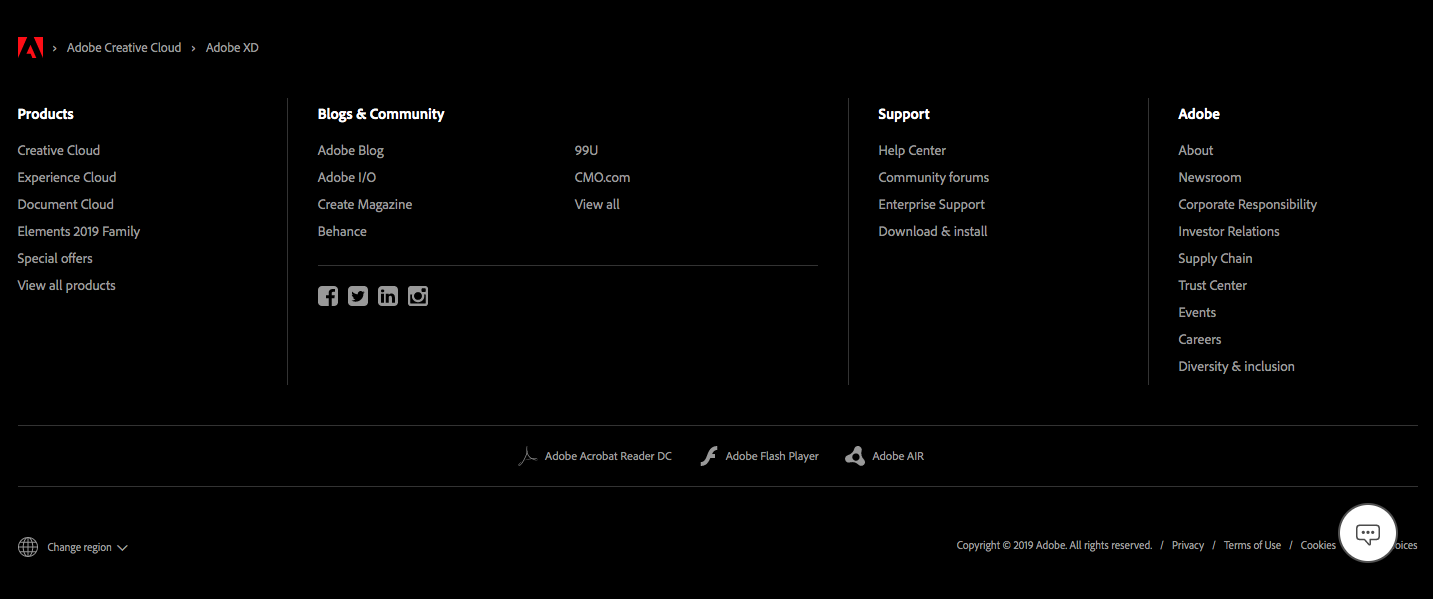 › Adobe Creative Cloud › Adobe XD
Products
Creative Cloud
Experience Cloud
Document Cloud
Elements 2019 Family
Special offers
View all products
Blogs & Community
Adobe Blog
Adobe I/O
Create Magazine
Behance
99U
CMO.com
View all
Support
Help Center
Community forums
Enterprise Support
Download & install
Adobe
About
Newsroom
Corporate Responsibility
Investor Relations
Supply Chain
Trust Center
Events
Careers
Diversity & inclusion
Adobe Acrobat Reader DC
Adobe Flash Player
Adobe AIR
Change region
Copyright © 2019 Adobe. All rights reserved. / Privacy / Terms of Use / Cookies